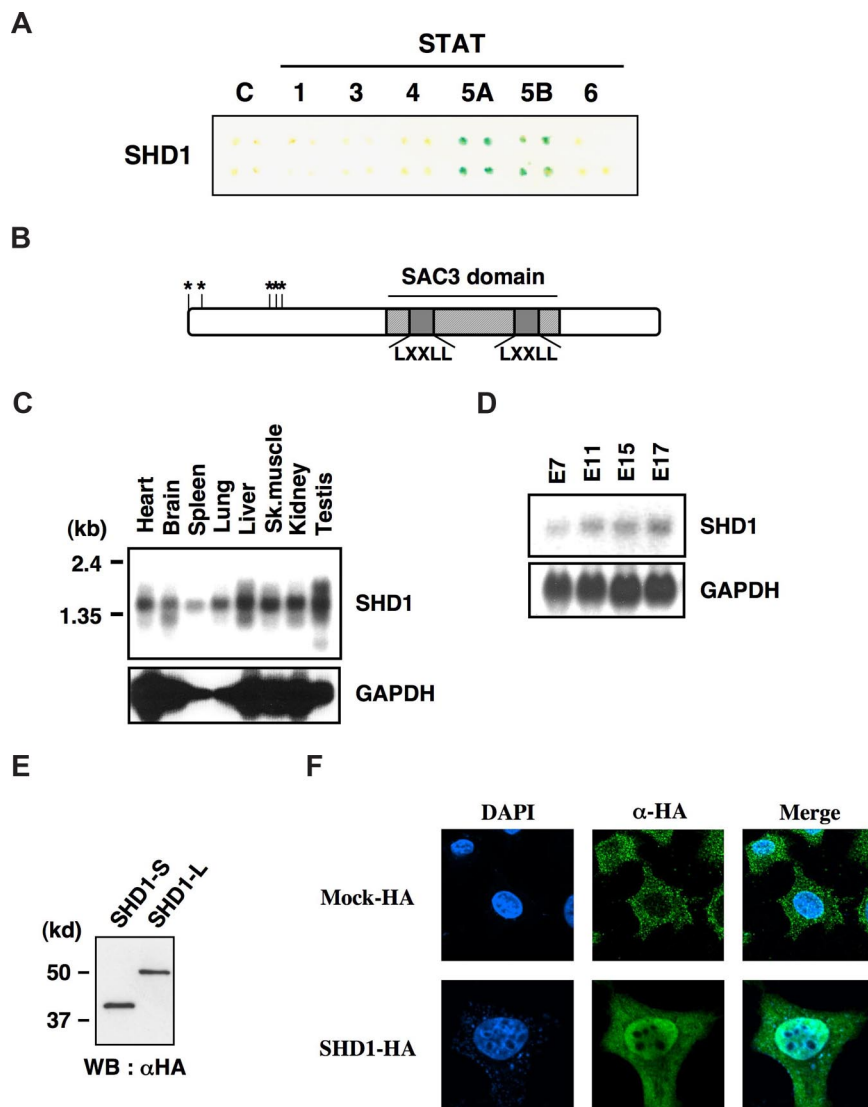 A
STAT
C 1 3 4 5A 5B 6
SHD1
B
SAC3 domain
* * ***
LXXLL LXXLL
C
Heart Brain Spleen Lung Liver Sk.muscle Kidney Testis
(kb)
2.4
1.35
SHD1
GAPDH
D
E7 E11 E15 E17
SHD1
GAPDH
E
SHD1-S SHD1-L
(kd)
50
37
WB : αHA
F
DAPI α-HA Merge
Mock-HA
SHD1-HA